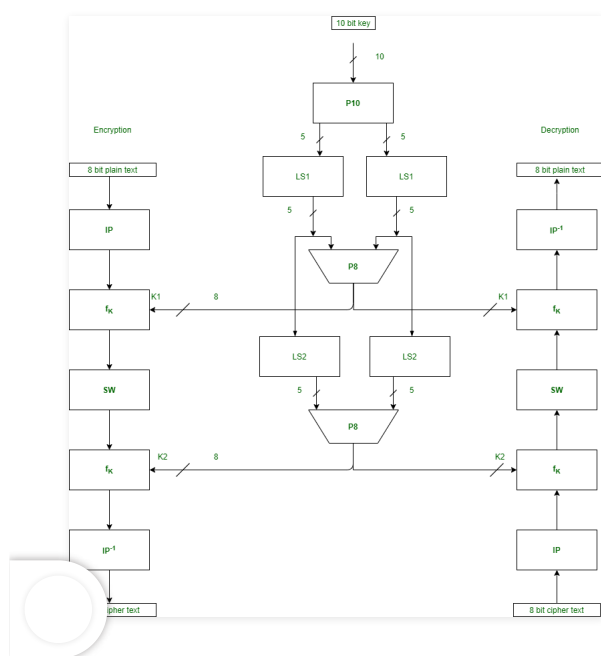 10 bit key
10
P10
Encryption
Decryption
5
5
8 bit plain text
LS1
LS1
8 bit plain text
5
5
IP
IP-1
P8
K1
8
K1
fK
fK
LS2
LS2
SW
5
5
SW
P8
K2
8
K2
fK
fK
IP-1
IP
ipher text
8 bit cipher text